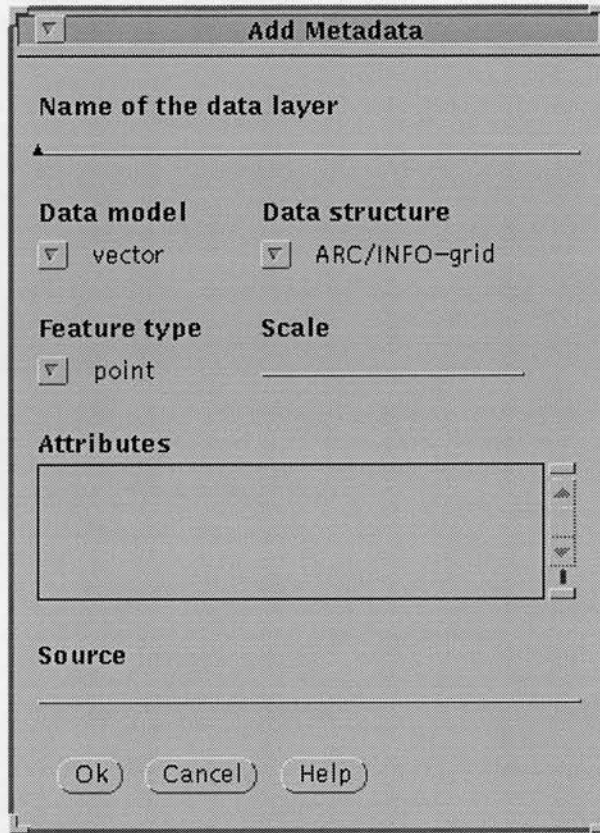 Add Metadata
Name of the data layer
Data model Data structure
vector ARC/INFO-grid
Feature type Scale
point
Attributes
Source
Ok Cancel Help